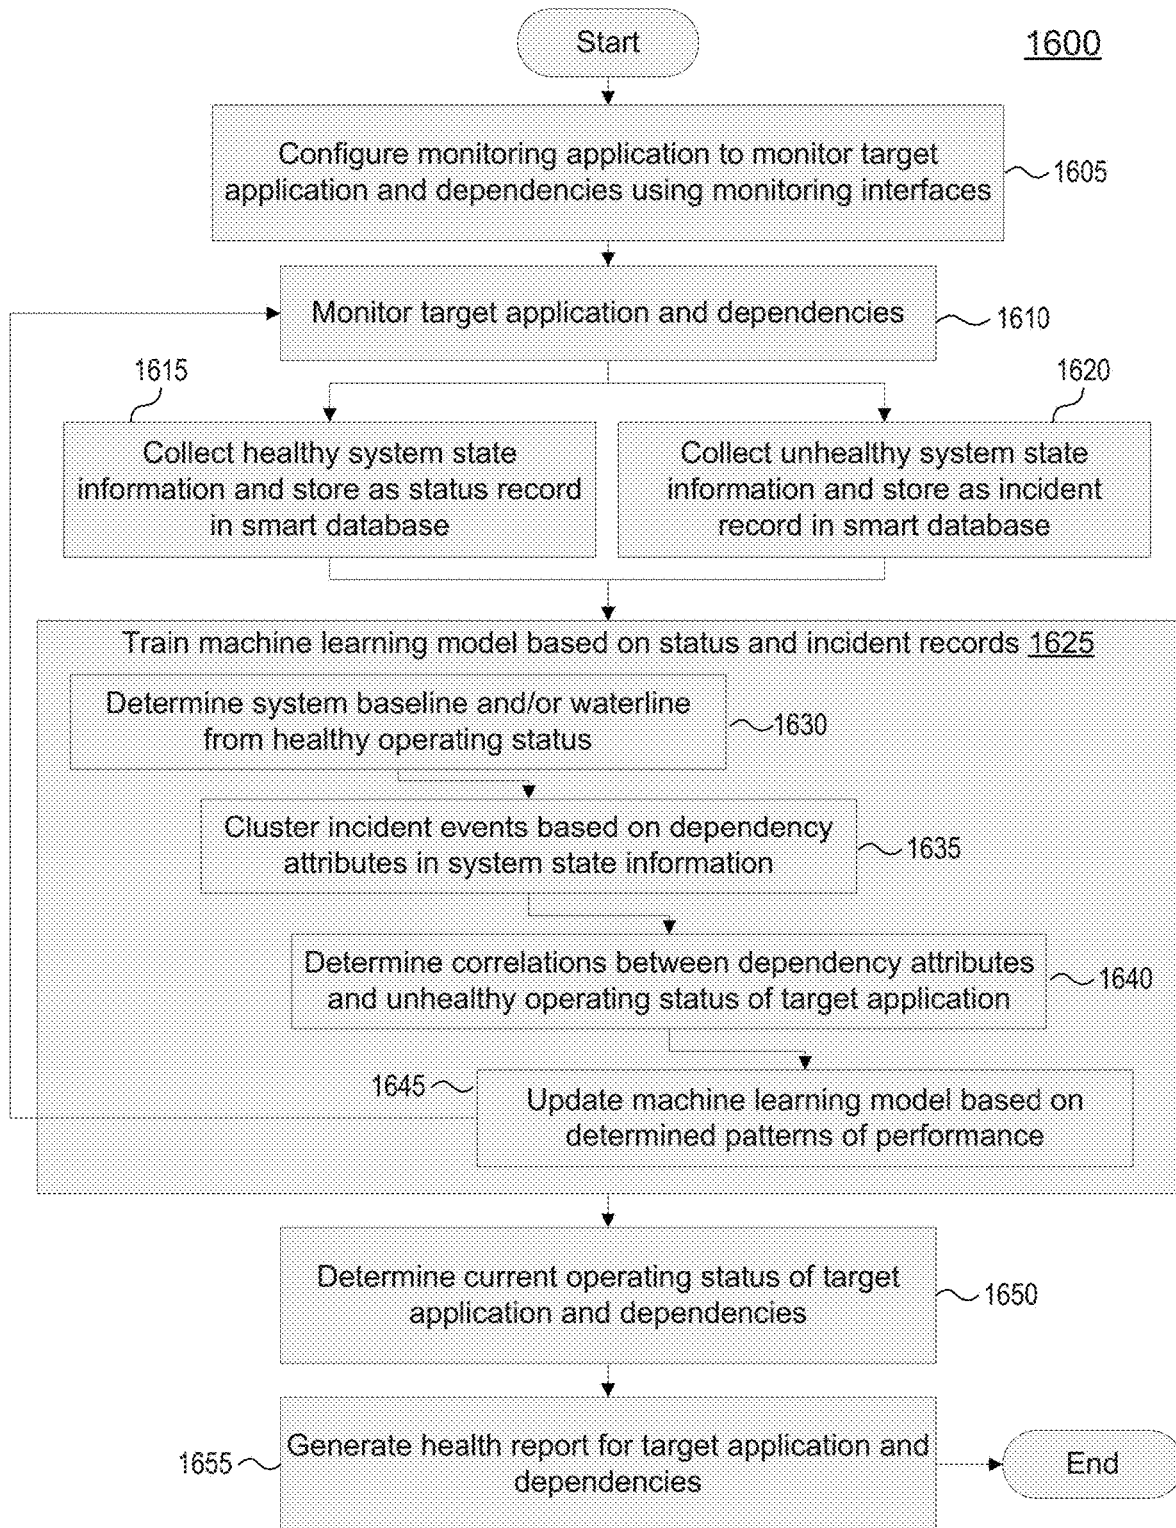 Start
1600
Configure monitoring application to monitor target
application and dependencies using monitoring interfaces
1605
Monitor target application and dependencies
1610
1615
Collect healthy system state
information and store as status record
in smart database
1620
Collect unhealthy system state
information and store as incident
record in smart database
Train machine learning model based on status and incident records 1625
Determine system baseline and/or waterline
from healthy operating status
1630
Cluster incident events based on dependency
attributes in system state information
1635
Determine correlations between dependency attributes
and unhealthy operating status of target application
1640
1645
Update machine learning model based on
determined patterns of performance
Determine current operating status of target
application and dependencies
1650
1655
Generate health report for target application and
dependencies
End